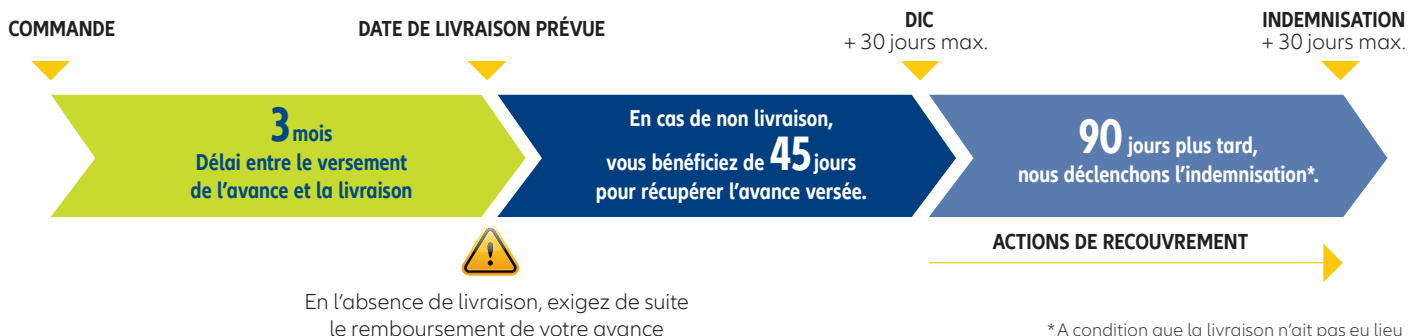 COMMANDE
DATE DE LIVRAISON PRÉVUE
DIC
+ 30 jours max.
INDEMNISATION
+ 30 jours max.
3 mois
Délai entre le versement
de l’avance et la livraison
En cas de non livraison,
vous bénéficiez de 45 jours
pour récupérer l’avance versée.
90 jours plus tard,
nous déclenchons l’indemnisation*.
ACTIONS DE RECOUVREMENT
En l’absence de livraison, exigez de suite
le remboursement de votre avance
*A condition que la livraison n’ait pas eu lieu